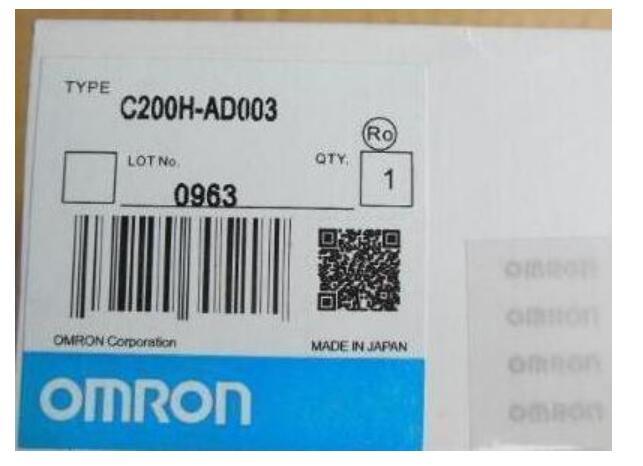 TYPE
C200H-AD003
Ro
LOT No.
QTY.
0963
1
OMRON Corporation
MADE IN JAPAN
OMRON
OMRON
OMRON
OMRON
OMRON